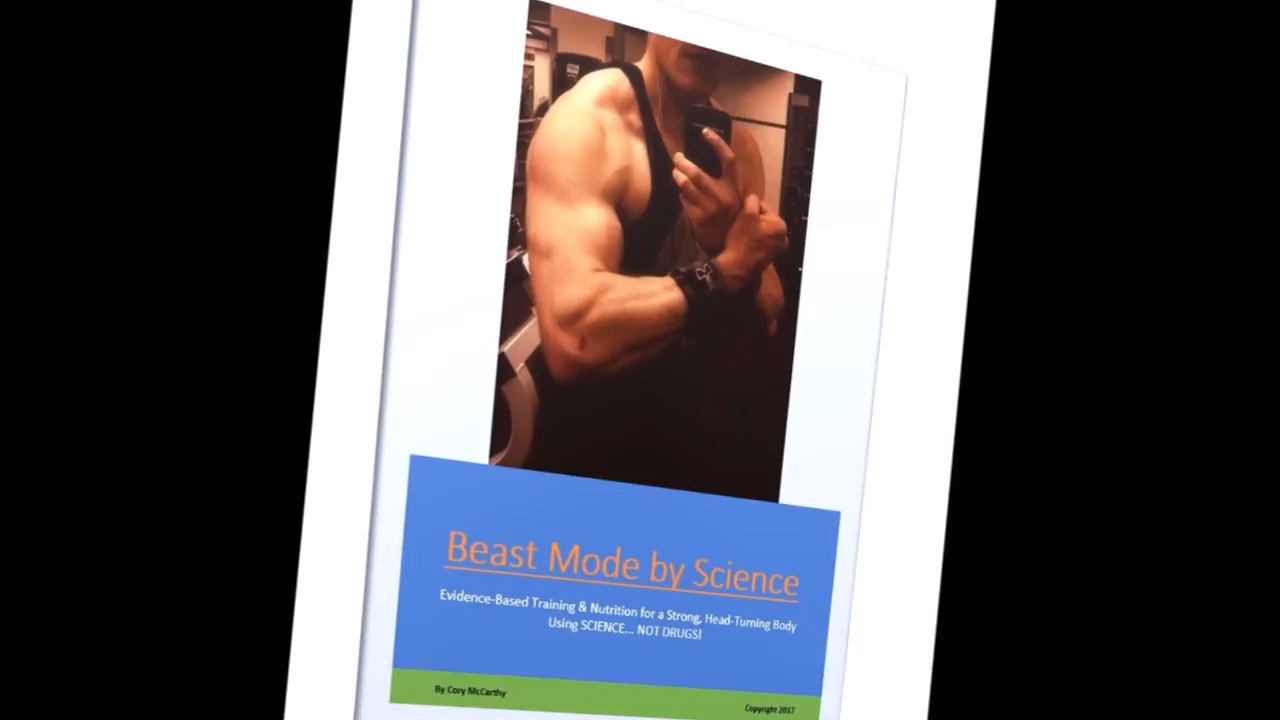 Beast Mode by Science
Evidence-Based Training & Nutrition for a Strong, Head-Turning Body
Using SCIENCE... NOT DRUGS!
By Cory McCarthy
Copyright 2017